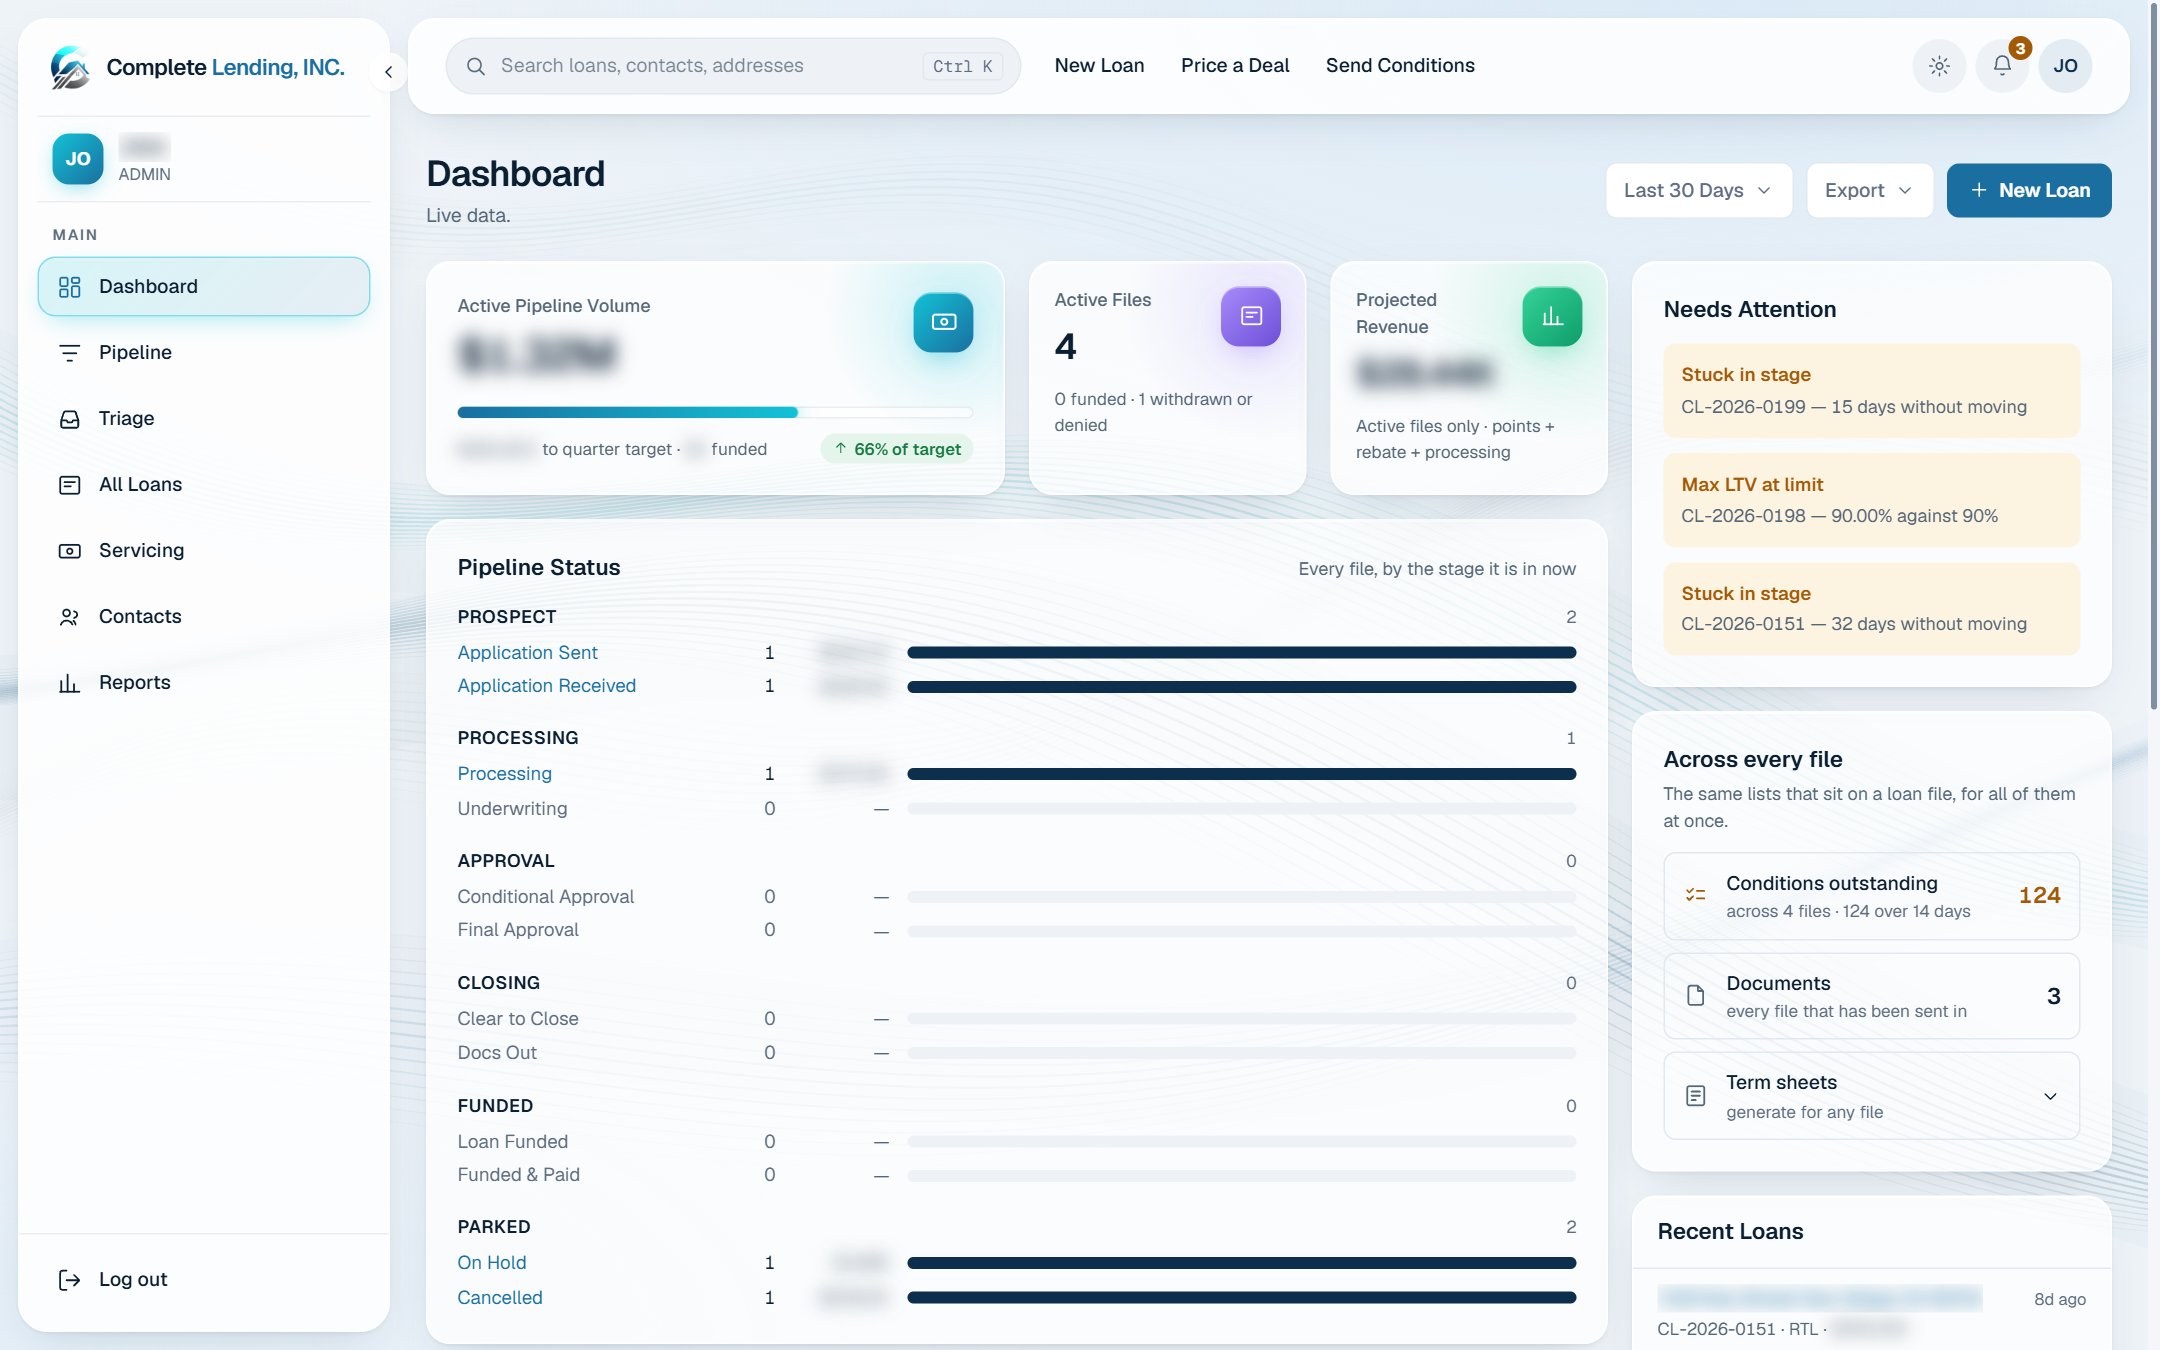 Complete Lending, INC.
JO
ADMIN
MAIN
Dashboard
Pipeline
Triage
All Loans
Servicing
Contacts
Reports
Log out
Search loans, contacts, addresses
Ctrl K
New Loan
Price a Deal
Send Conditions
3
JO
Dashboard
Live data.
Last 30 Days
Export
New Loan
Active Pipeline Volume
to quarter target ·
funded
↑ 66% of target
Active Files
4
0 funded · 1 withdrawn or
denied
Projected
Revenue
Active files only · points +
rebate + processing
Pipeline Status
Every file, by the stage it is in now
PROSPECT 2
Application Sent 1
Application Received 1
PROCESSING 1
Processing 1
Underwriting 0 —
APPROVAL 0
Conditional Approval 0 —
Final Approval 0 —
CLOSING 0
Clear to Close 0 —
Docs Out 0 —
FUNDED 0
Loan Funded 0 —
Funded & Paid 0 —
PARKED 2
On Hold 1
Cancelled 1
Needs Attention
Stuck in stage
CL-2026-0199 — 15 days without moving
Max LTV at limit
CL-2026-0198 — 90.00% against 90%
Stuck in stage
CL-2026-0151 — 32 days without moving
Across every file
The same lists that sit on a loan file, for all of them
at once.
Conditions outstanding
across 4 files · 124 over 14 days
124
Documents
every file that has been sent in
3
Term sheets
generate for any file
Recent Loans
8d ago
CL-2026-0151 · RTL ·